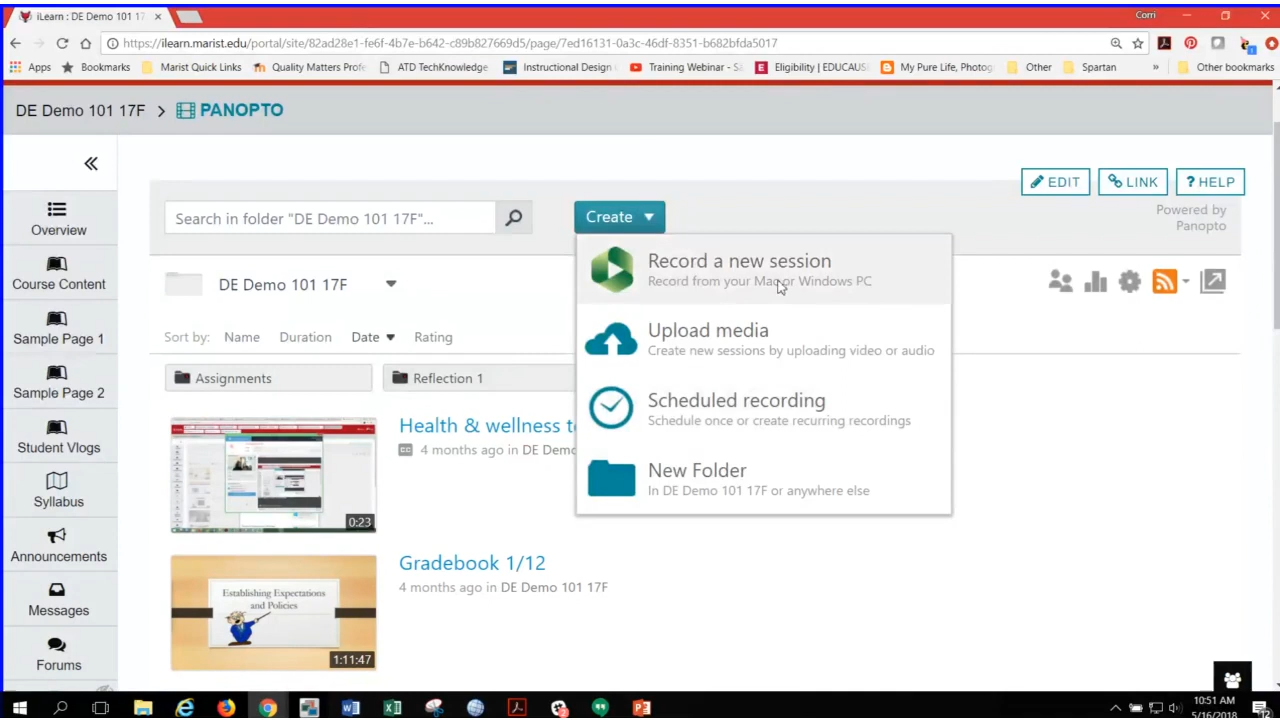 iLearn : DE Demo 101 17
Corri
https://ilearn.marist.edu/portal/site/82ad28e1-fe6f-4b7e-b642-c89b827669d5/page/7ed16131-0a3c-46df-8351-b682bfda5017
Apps Bookmarks Marist Quick Links Quality Matters Profe ATD TechKnowledge Instructional Design Training Webinar - Sa Eligibility | EDUCAUS My Pure Life, Photog Other Spartan » Other bookmarks
DE Demo 101 17F > PANOPTO
EDIT LINK ? HELP
Powered by
Panopto
Search in folder "DE Demo 101 17F"...
Create
Record a new session
Record from your Mac or Windows PC
Upload media
Create new sessions by uploading video or audio
Scheduled recording
Schedule once or create recurring recordings
New Folder
In DE Demo 101 17F or anywhere else
DE Demo 101 17F
Sort by: Name Duration Date Rating
Assignments
Reflection 1
Health & wellness t
4 months ago in DE Demo
0:23
Gradebook 1/12
4 months ago in DE Demo 101 17F
Establishing Expectations
and Policies
1:11:47
Overview
Course Content
Sample Page 1
Sample Page 2
Student Vlogs
Syllabus
Announcements
Messages
Forums
10:51 AM
5/16/2018